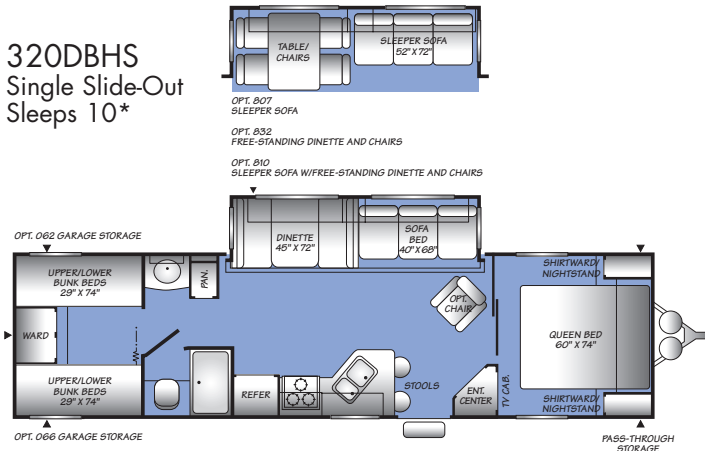 320DBHS
Single Slide-Out
Sleeps 10*
TABLE/
CHAIRS
SLEEPER SOFA
52" X 72"
OPT. 807
SLEEPER SOFA
OPT. 832
FREE-STANDING DINETTE AND CHAIRS
OPT. 810
SLEEPER SOFA W/FREE-STANDING DINETTE AND CHAIRS
OPT. 062 GARAGE STORAGE
DINETTE
45" X 72"
SOFA
BED
40" X 68"
UPPER/LOWER
BUNK BEDS
29" X 74"
PAN.
SHIRTWARD/
NIGHTSTAND
OPT.
CHAIR
WARD
QUEEN BED
60" X 74"
UPPER/LOWER
BUNK BEDS
29" X 74"
REFER
STOOLS
ENT.
CENTER
TV CAB.
SHIRTWARD/
NIGHTSTAND
OPT. 066 GARAGE STORAGE
PASS-THROUGH
STORAGE